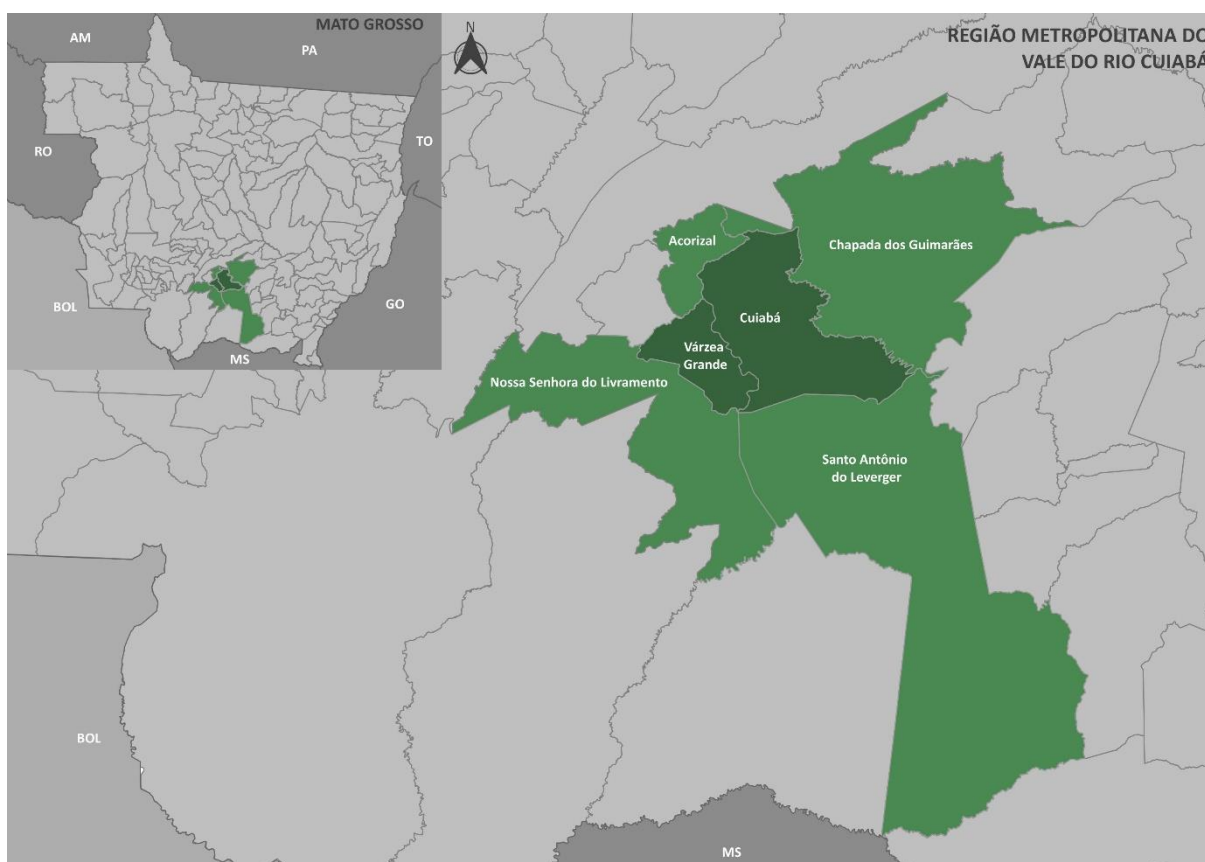 MATO GROSSO
AM
PA
RO
TO
BOL
GO
MS
N
REGIÃO METROPOLITANA DO
VALE DO RIO CUIABÁ
Acorizal
Chapada dos Guimarães
Cuiabá
Várzea
Grande
Nossa Senhora do Livramento
Santo Antônio
do Leverger
BOL
MS